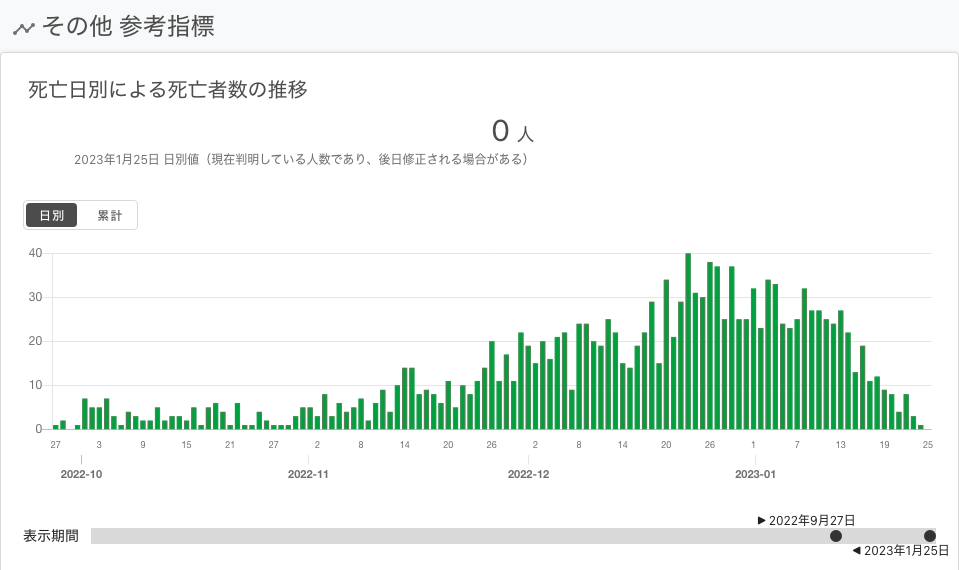 その他 参考指標
死亡日別による死亡者数の推移
0 人
2023年1月25日 日別値（現在判明している人数であり、後日修正される場合がある）
日別 累計
40
30
20
10
0
27 3 9 15 21 27 2 8 14 20 26 2 8 14 20 26 1 7 13 19 25
2022-10 2022-11 2022-12 2023-01
▶ 2022年9月27日
表示期間
◀ 2023年1月25日